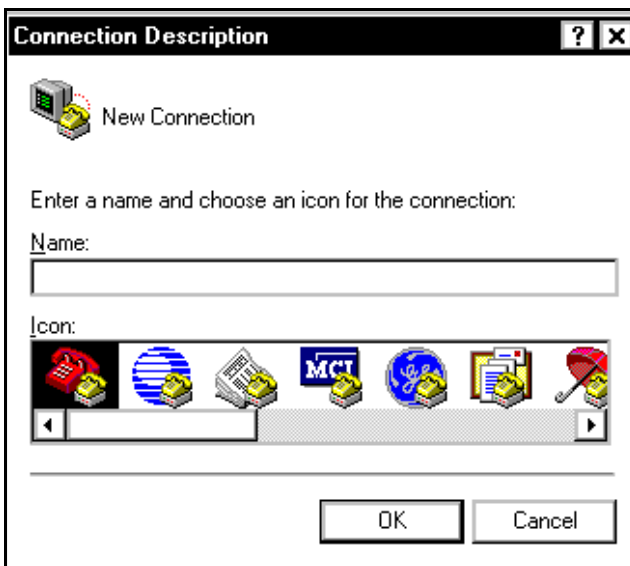 Connection Description
New Connection
Enter a name and choose an icon for the connection:
Name:
Icon:
MCI
OK
Cancel